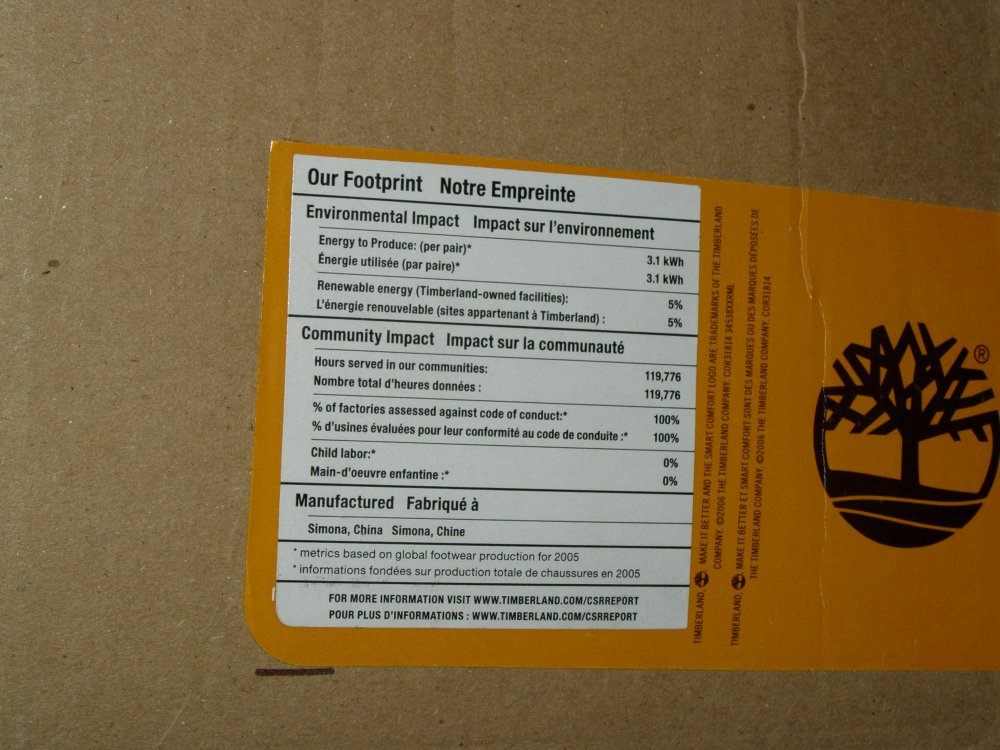 Our Footprint Notre Empreinte
Environmental Impact Impact sur l'environnement
Energy to Produce: (per pair)* 3.1 kWh
Énergie utilisée (par paire)* 3.1 kWh
Renewable energy (Timberland-owned facilities): 5%
L'énergie renouvelable (sites appartenant à Timberland) : 5%
Community Impact Impact sur la communauté
Hours served in our communities: 119,776
Nombre total d'heures données : 119,776
% of factories assessed against code of conduct:* 100%
% d'usines évaluées pour leur conformité au code de conduite :* 100%
Child labor:* 0%
Main-d'oeuvre enfantine :* 0%
Manufactured Fabriqué à
Simona, China Simona, Chine
* metrics based on global footwear production for 2005
* informations fondées sur production totale de chaussures en 2005
FOR MORE INFORMATION VISIT WWW.TIMBERLAND.COM/CSRREPORT
POUR PLUS D'INFORMATIONS : WWW.TIMBERLAND.COM/CSRREPORT
TIMBERLAND, MAKE IT BETTER AND THE SMART COMFORT LOGO ARE TRADEMARKS OF THE TIMBERLAND
COMPANY. ©2006 THE TIMBERLAND COMPANY. COR31814 34538XXRML
TIMBERLAND, MAKE IT BETTER ET SMART COMFORT SONT DES MARQUES OU DES MARQUES DÉPOSÉES DE
THE TIMBERLAND COMPANY. ©2006 THE TIMBERLAND COMPANY. COR31814
®